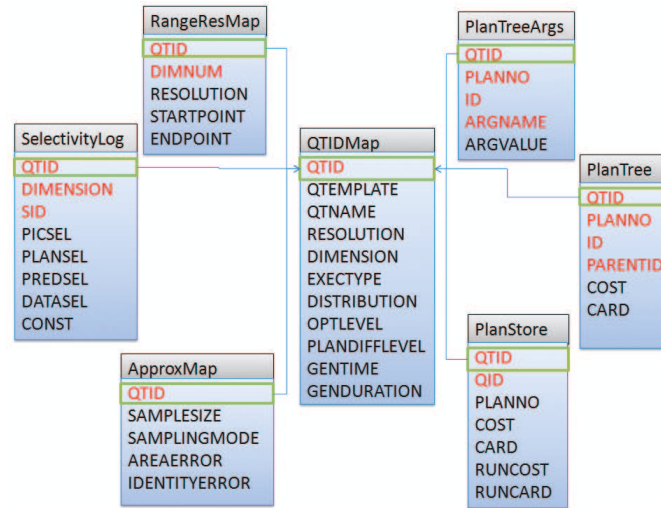 RangeResMap
QTID
DIMNUM
RESOLUTION
STARTPOINT
ENDPOINT
PlanTreeArgs
QTID
PLANNO
ID
ARGNAME
ARGVALUE
SelectivityLog
QTID
DIMENSION
SID
PICSEL
PLANSEL
PREDSEL
DATASEL
CONST
QTIDMap
QTID
QTEMPLATE
QTNAME
RESOLUTION
DIMENSION
EXECTYPE
DISTRIBUTION
OPTLEVEL
PLANDIFFLEVEL
GENTIME
GENDURATION
PlanTree
QTID
PLANNO
ID
PARENTID
COST
CARD
ApproxMap
QTID
SAMPLESIZE
SAMPLINGMODE
AREAERROR
IDENTITYERROR
PlanStore
QTID
QID
PLANNO
COST
CARD
RUNCOST
RUNCARD